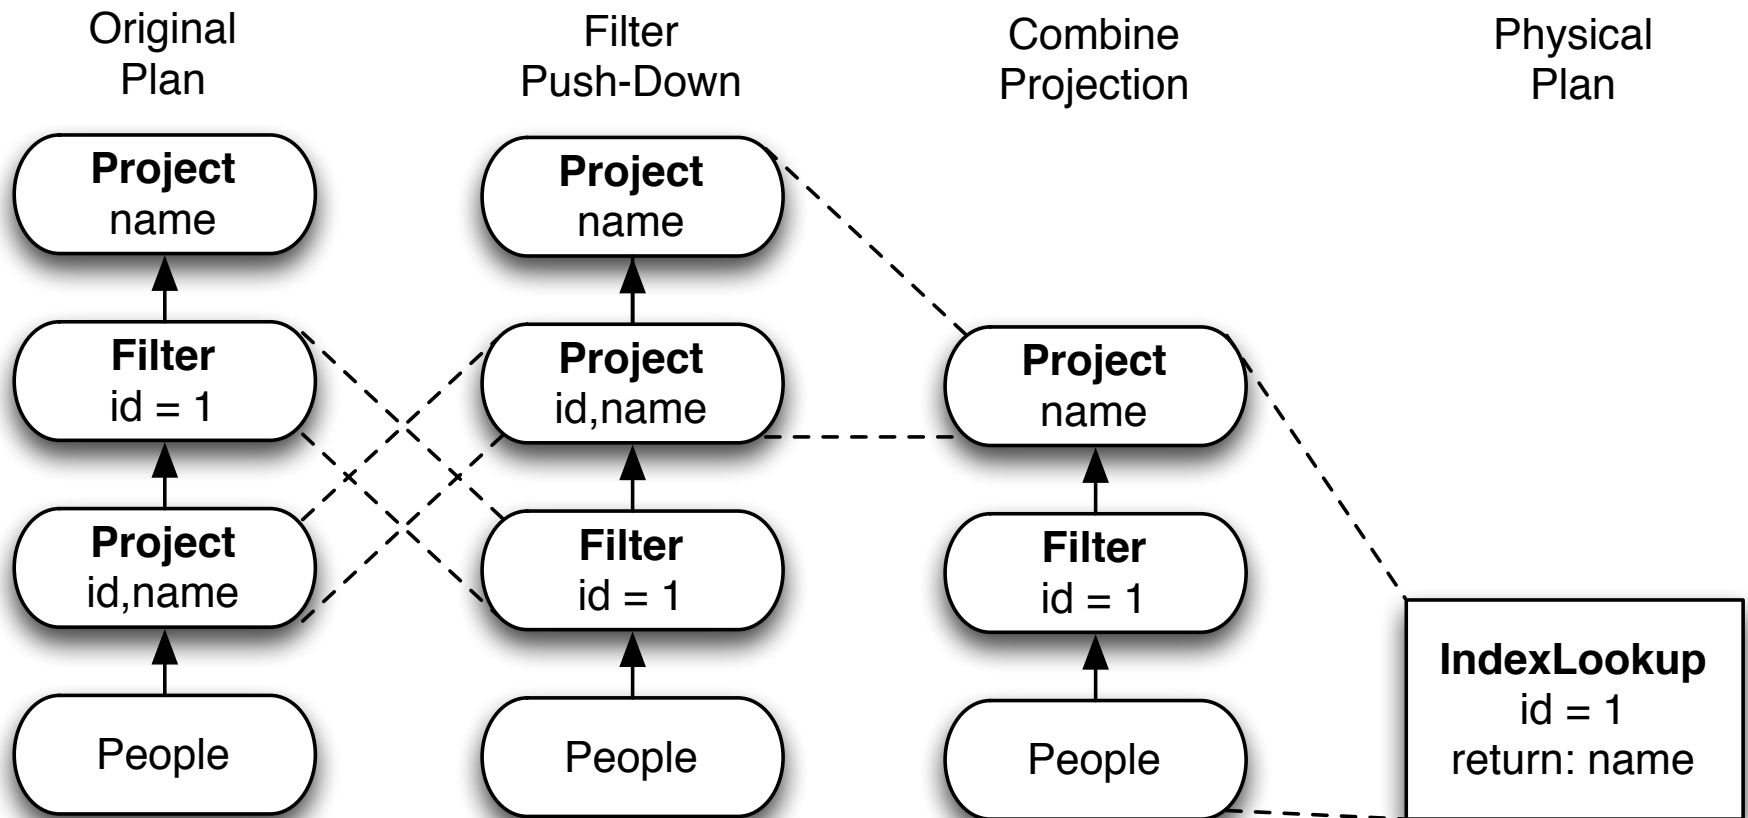 Original
Plan
Project
name
Filter
id = 1
Project
id,name
People
Filter
Push-Down
Project
name
Project
id,name
Filter
id = 1
People
Combine
Projection
Project
name
Filter
id = 1
People
Physical
Plan
IndexLookup
id = 1
return: name